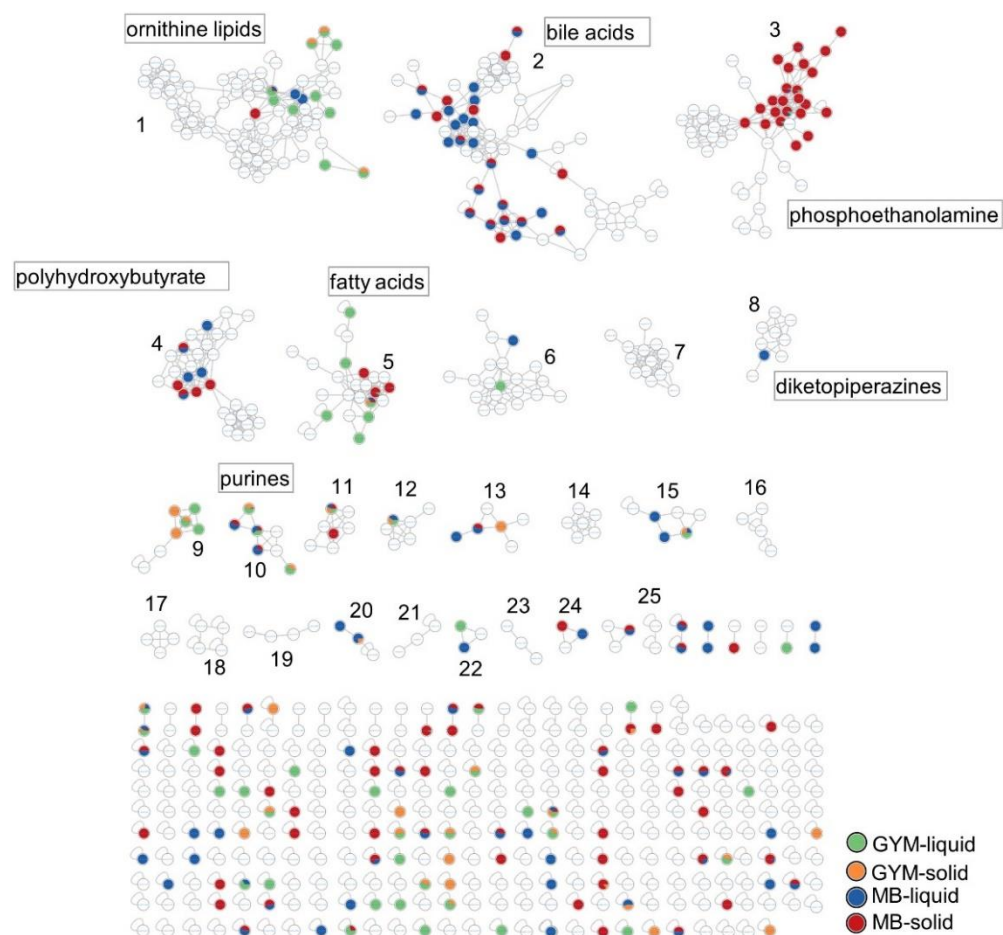 ornithine lipids
bile acids
3
2
1
phosphoethanolamine
polyhydroxybutyrate
fatty acids
8
4
5
6
7
diketopiperazines
purines
11
12
13
14
15
16
9
10
17
20
21
23
24
25
18
19
22
GYM-liquid
GYM-solid
MB-liquid
MB-solid